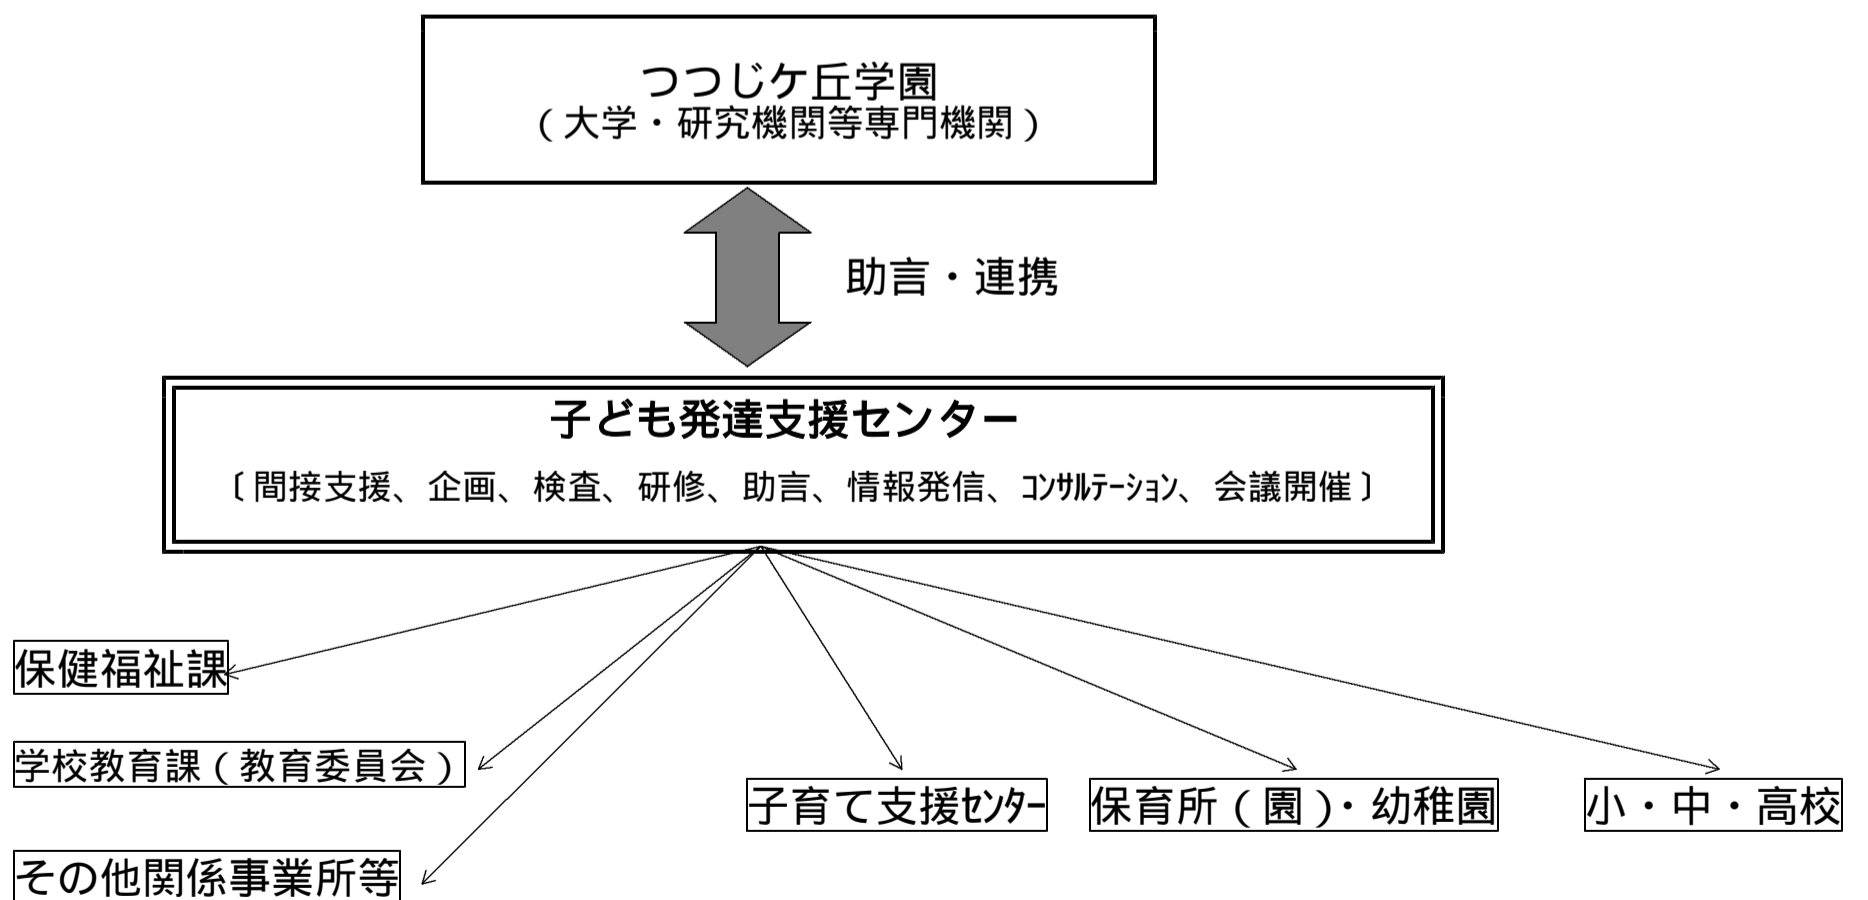 つつじケ丘学園
（大学・研究機関等専門機関）
助言・連携
子ども発達支援センター
〔間接支援、企画、検査、研修、助言、情報発信、ｺﾝｻﾙﾃｰｼｮﾝ、会議開催〕
保健福祉課
学校教育課（教育委員会）
子育て支援ｾﾝﾀｰ
保育所（園）・幼稚園
小・中・高校
その他関係事業所等